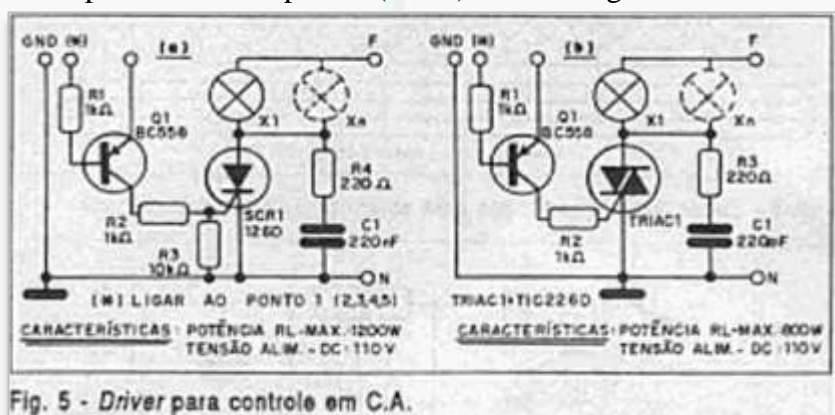 GND (*) (a) F
R1
1kΩ
Q1
BC558
X1
Xn
R4
220Ω
R2
1kΩ
SCR1
126D
R3
10kΩ
C1
220nF
N
(*) LIGAR AO PONTO 1 (2,3,4,5)
CARACTERÍSTICAS: POTÊNCIA RL-MAX.:1200W
TENSÃO ALIM. - DC:110V
GND (*) (b) F
R1
1kΩ
Q1
BC558
X1
Xn
R3
220Ω
R2
1kΩ
TRIAC1
C1
220nF
N
TRIAC1=TIC226D
CARACTERÍSTICAS: POTÊNCIA RL-MAX.:800W
TENSÃO ALIM. - DC:110V
Fig. 5 - Driver para controle em C.A.